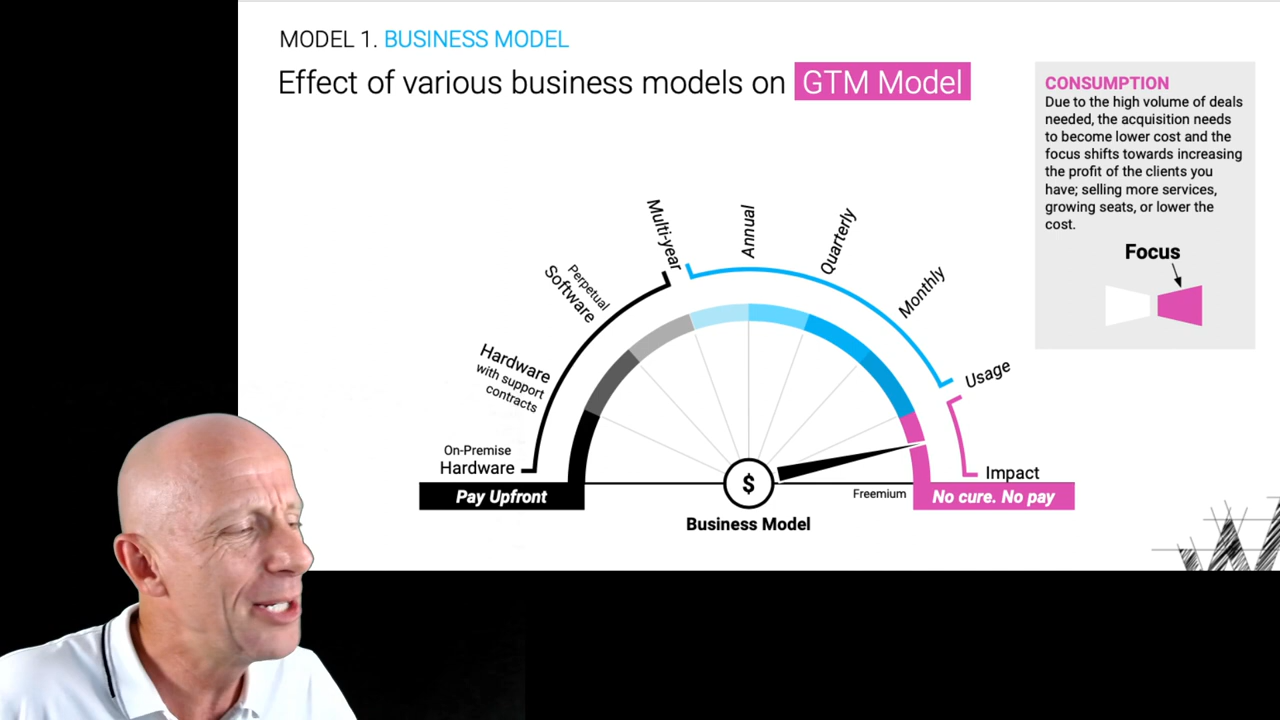 MODEL 1. BUSINESS MODEL
Effect of various business models on GTM Model
CONSUMPTION
Due to the high volume of deals
needed, the acquisition needs
to become lower cost and the
focus shifts towards increasing
the profit of the clients you
have; selling more services,
growing seats, or lower the
cost.
Focus
Multi-year
Annual
Quarterly
Monthly
Perpetual
Software
Hardware
with support
contracts
Usage
On-Premise
Hardware
Impact
Pay Upfront
$
Freemium
No cure. No pay
Business Model
W